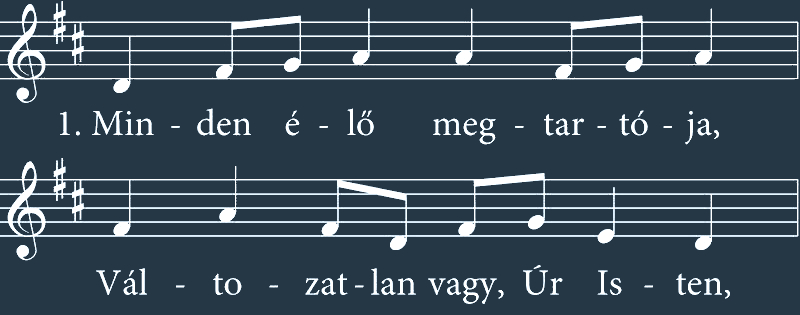 1. Min - den é - lő meg - tar - tó - ja,
Vál - to - zat - lan vagy, Úr Is - ten,